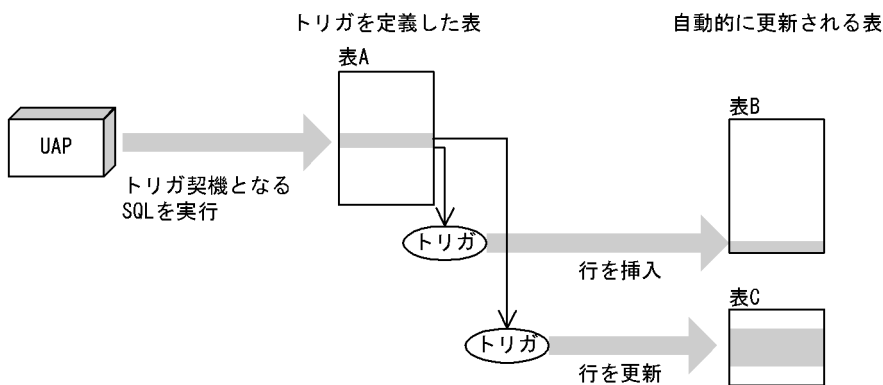 トリガを定義した表
自動的に更新される表
表A
表B
UAP
トリガ契機となる
SQLを実行
トリガ
行を挿入
表C
トリガ
行を更新